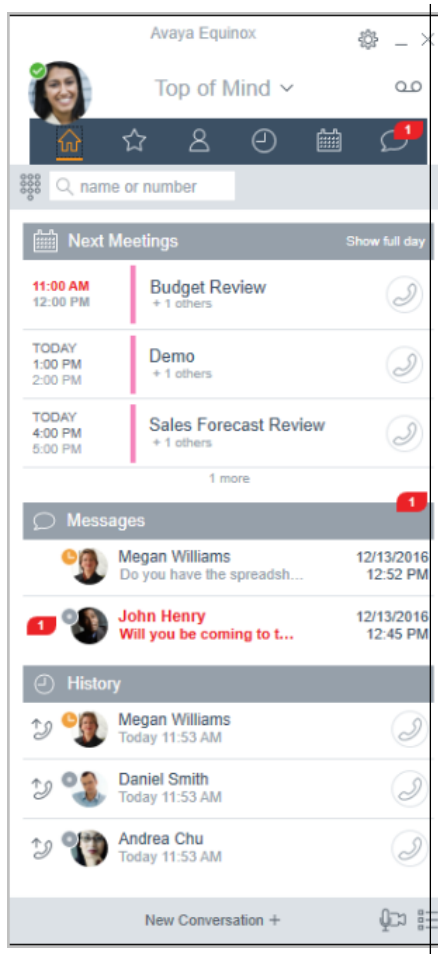 Avaya Equinox
Top of Mind
1
name or number
Next Meetings Show full day
11:00 AM Budget Review
12:00 PM + 1 others
TODAY
1:00 PM Demo
2:00 PM + 1 others
TODAY
4:00 PM Sales Forecast Review
5:00 PM + 1 others
1 more
1
Messages
Megan Williams 12/13/2016
Do you have the spreadsh... 12:52 PM
1 John Henry 12/13/2016
Will you be coming to t... 12:45 PM
History
Megan Williams
Today 11:53 AM
Daniel Smith
Today 11:53 AM
Andrea Chu
Today 11:53 AM
New Conversation +